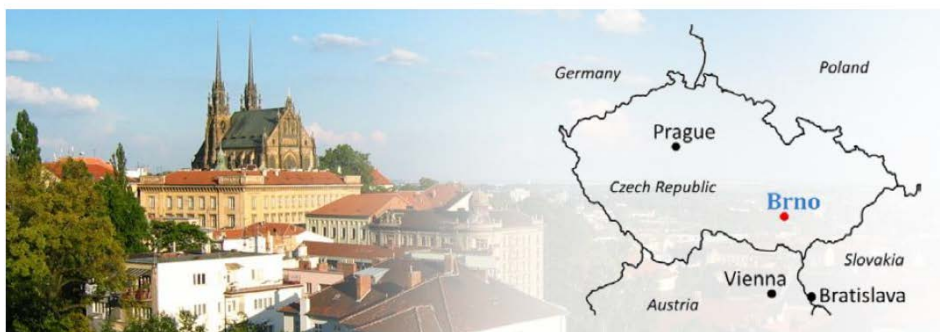 Germany
Poland
Prague
Czech Republic
Brno
Slovakia
Vienna
Austria
Bratislava